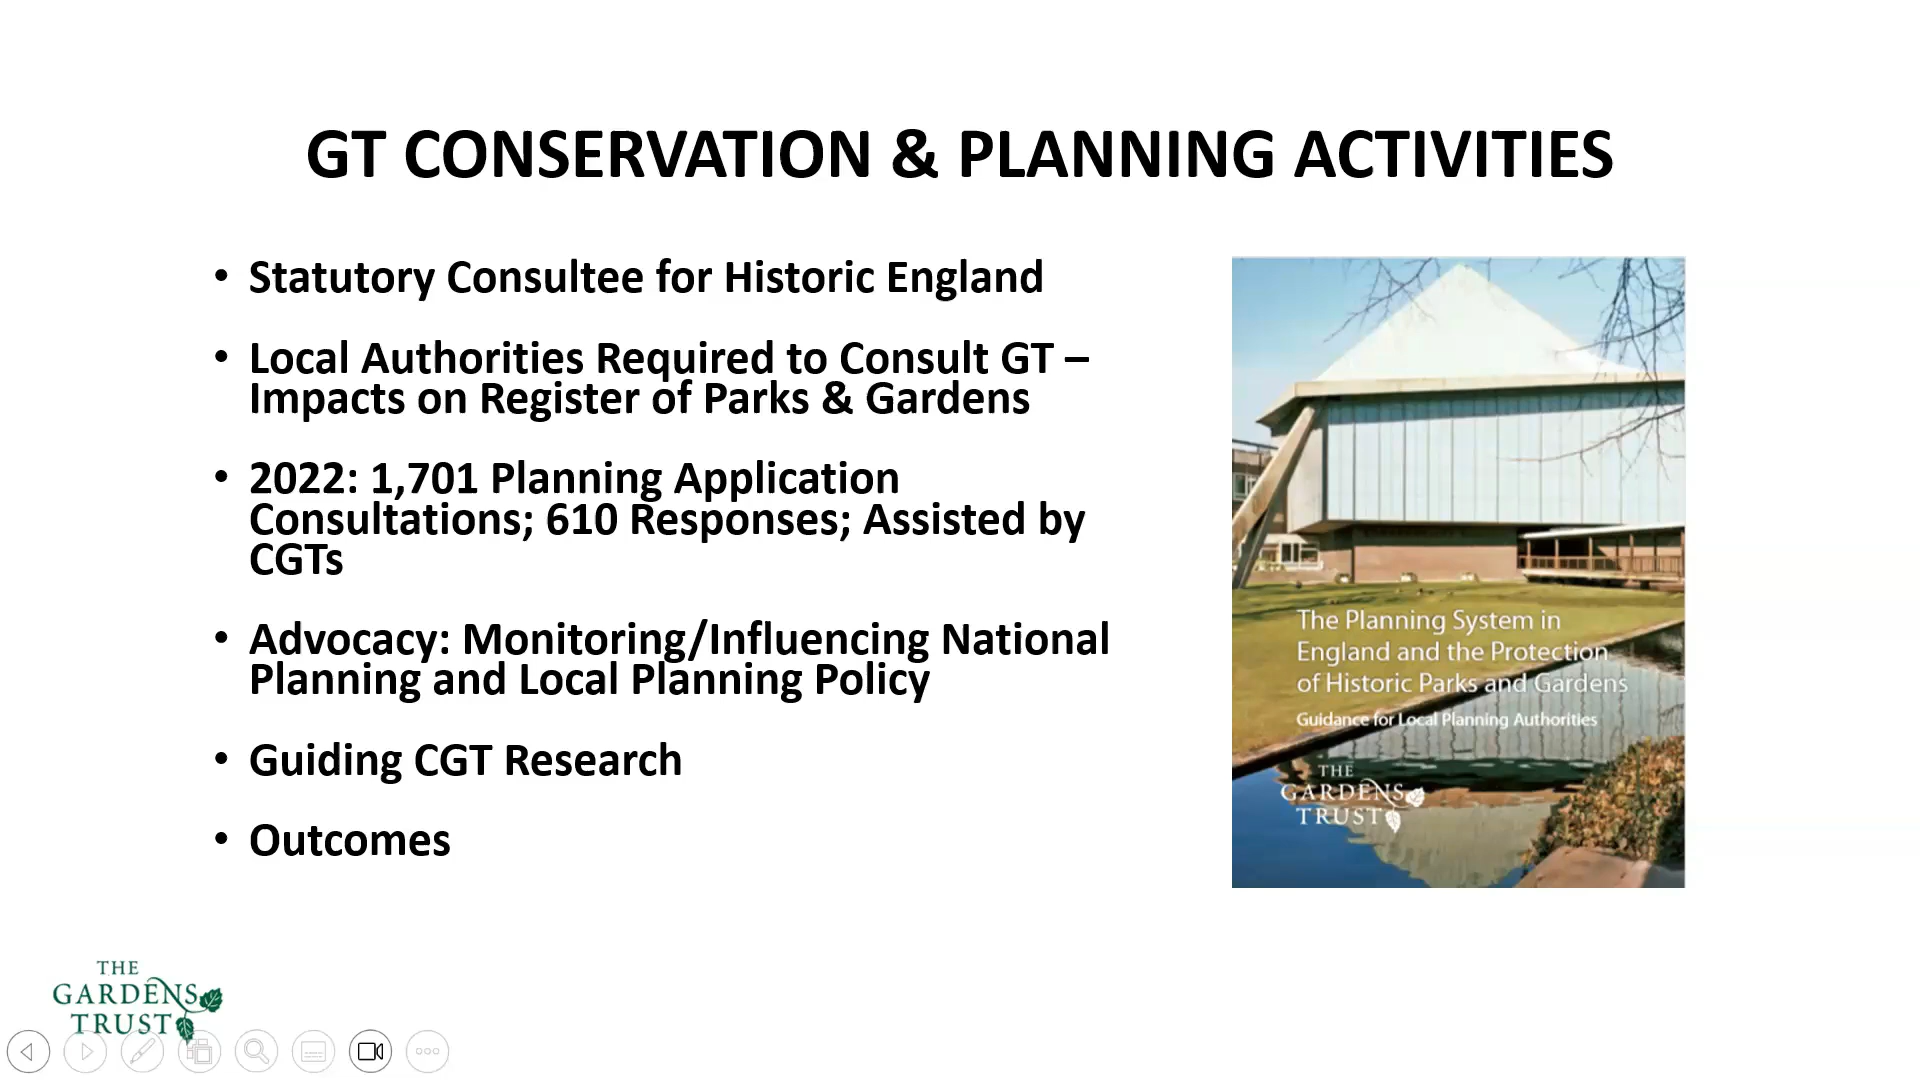 GT CONSERVATION & PLANNING ACTIVITIES
• Statutory Consultee for Historic England
• Local Authorities Required to Consult GT –
Impacts on Register of Parks & Gardens
• 2022: 1,701 Planning Application
Consultations; 610 Responses; Assisted by
CGTs
• Advocacy: Monitoring/Influencing National
Planning and Local Planning Policy
• Guiding CGT Research
• Outcomes
The Planning System in
England and the Protection
of Historic Parks and Gardens
Guidance for Local Planning Authorities
THE
GARDENS
TRUST
THE
GARDENS
TRUST